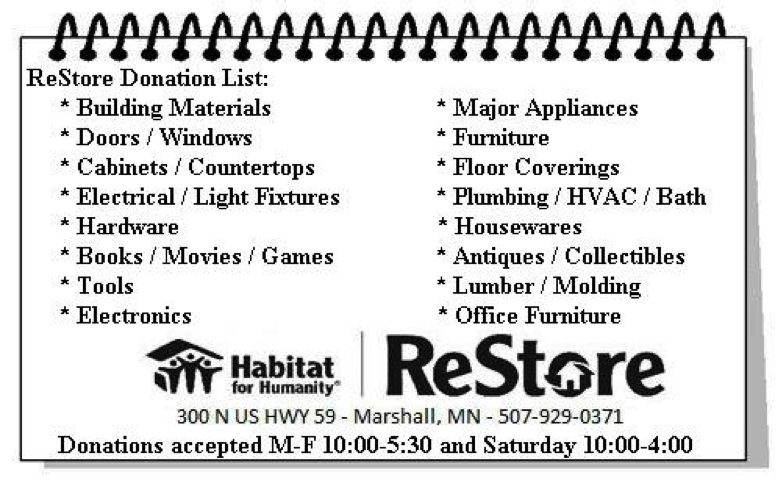 ReStore Donation List:
* Building Materials
* Doors / Windows
* Cabinets / Countertops
* Electrical / Light Fixtures
* Hardware
* Books / Movies / Games
* Tools
* Electronics
* Major Appliances
* Furniture
* Floor Coverings
* Plumbing / HVAC / Bath
* Housewares
* Antiques / Collectibles
* Lumber / Molding
* Office Furniture
Habitat
for Humanity®
ReStore
300 N US HWY 59 - Marshall, MN - 507-929-0371
Donations accepted M-F 10:00-5:30 and Saturday 10:00-4:00